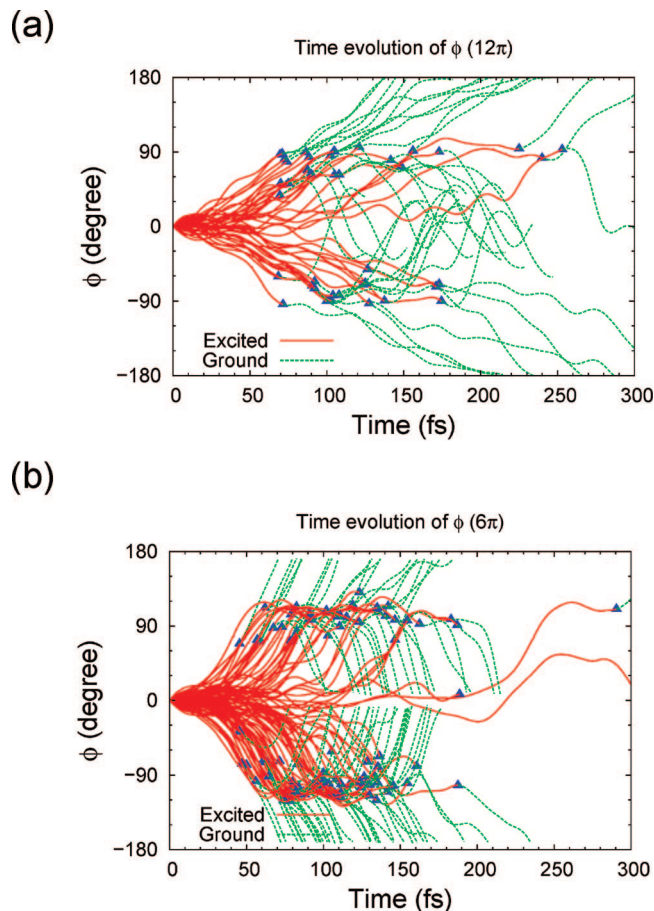 (a)
Time evolution of ϕ (12π)
180
90
0
−90
−180
ϕ (degree)
Excited
Ground
0 50 100 150 200 250 300
Time (fs)
(b)
Time evolution of ϕ (6π)
180
90
0
−90
−180
ϕ (degree)
Excited
Ground
0 50 100 150 200 250 300
Time (fs)